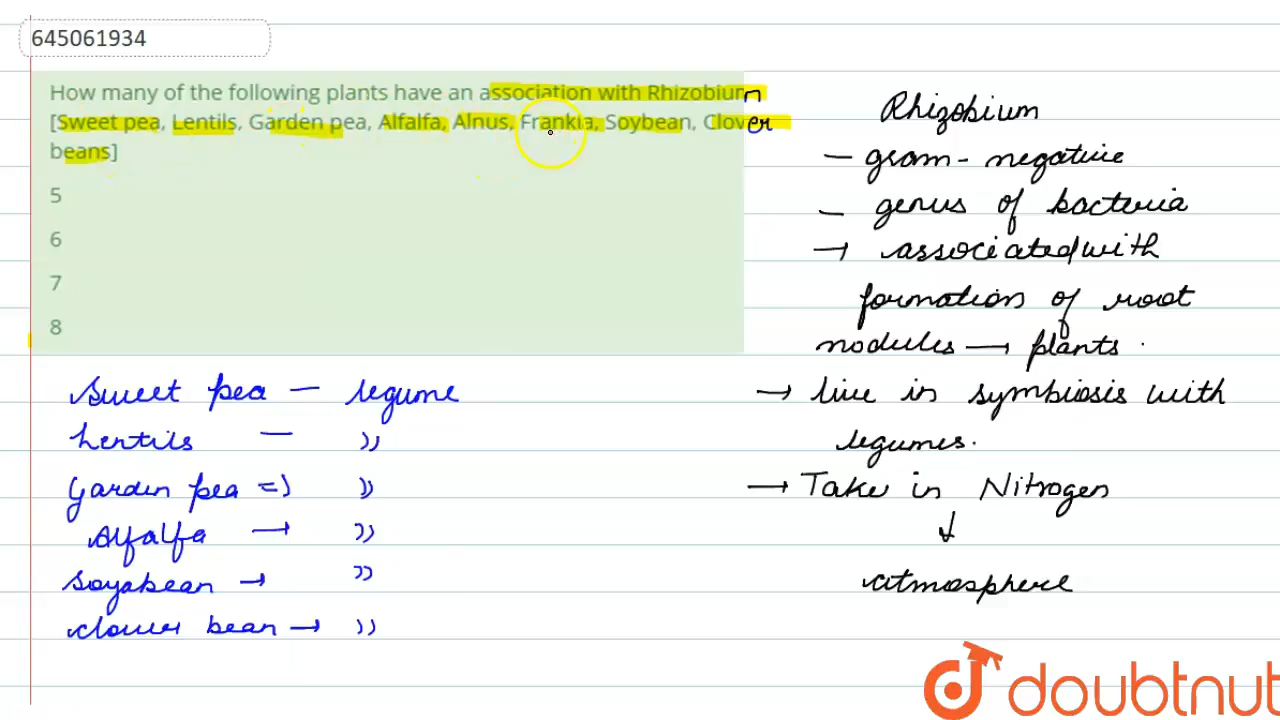 645061934
How many of the following plants have an association with Rhizobium
[Sweet pea, Lentils, Garden pea, Alfalfa, Alnus, Frankia, Soybean, Clover
beans]
5
6
7
8
Sweet pea — legume
Lentils — ))
Garden pea => ))
Alfalfa → ))
Soyabean → ))
clover bean → ))
Rhizobium
- gram-negative
- genus of bacteria
→ associated with
formation of root
nodules → plants.
→ live in symbiosis with
legumes.
→ Take in Nitrogen
↓
atmosphere
doubtnut